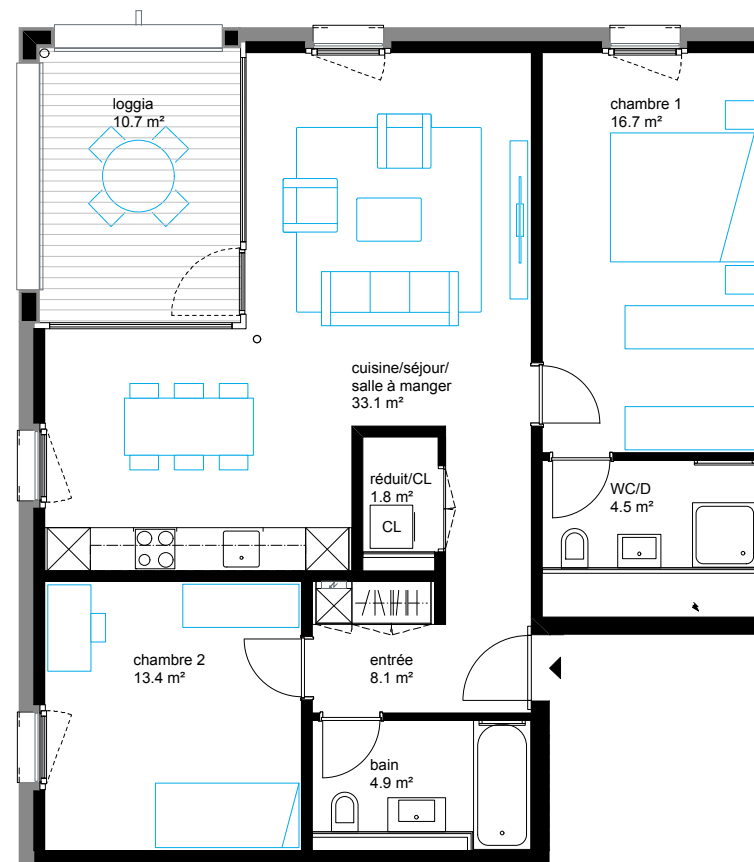 loggia
10.7 m²
chambre 1
16.7 m²
cuisine/séjour/
salle à manger
33.1 m²
réduit/CL
1.8 m²
CL
WC/D
4.5 m²
chambre 2
13.4 m²
entrée
8.1 m²
bain
4.9 m²